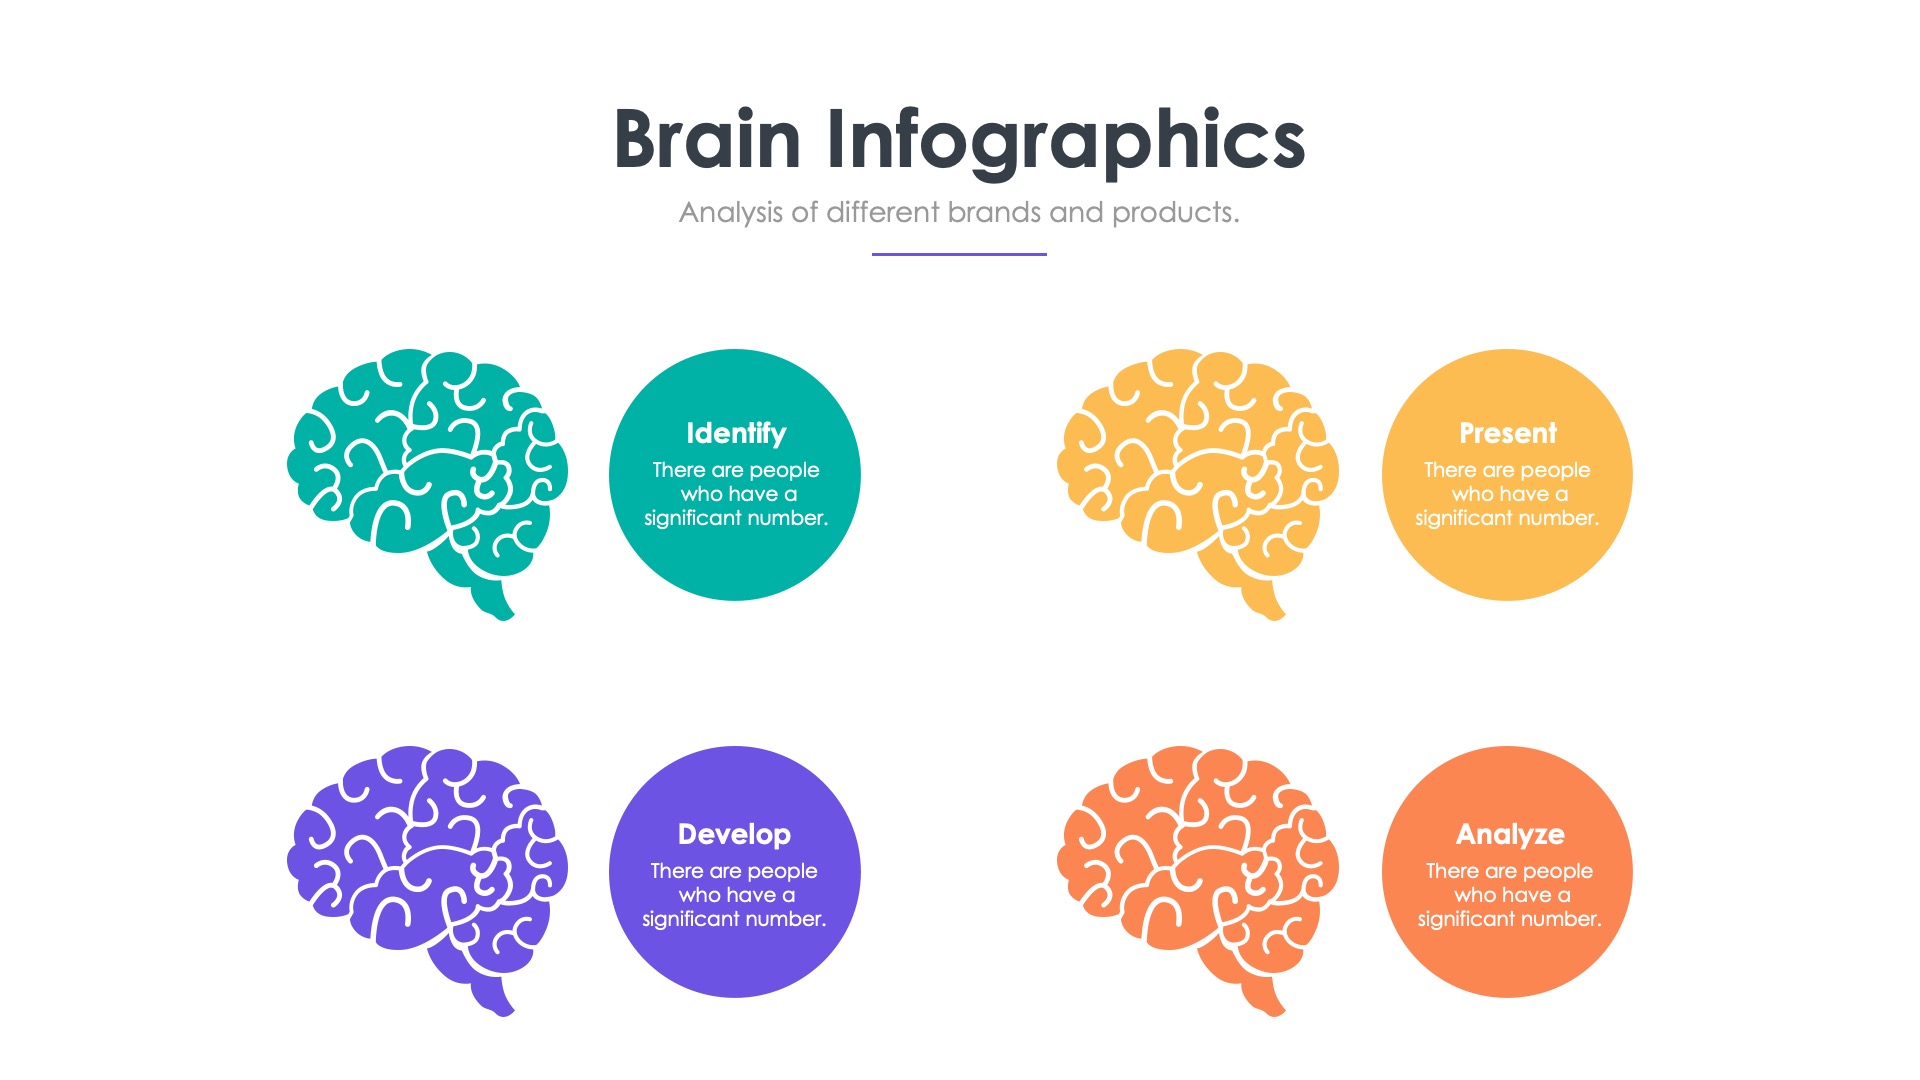 Brain Infographics
Analysis of different brands and products.
Identify
There are people
who have a
significant number.
Present
There are people
who have a
significant number.
Develop
There are people
who have a
significant number.
Analyze
There are people
who have a
significant number.